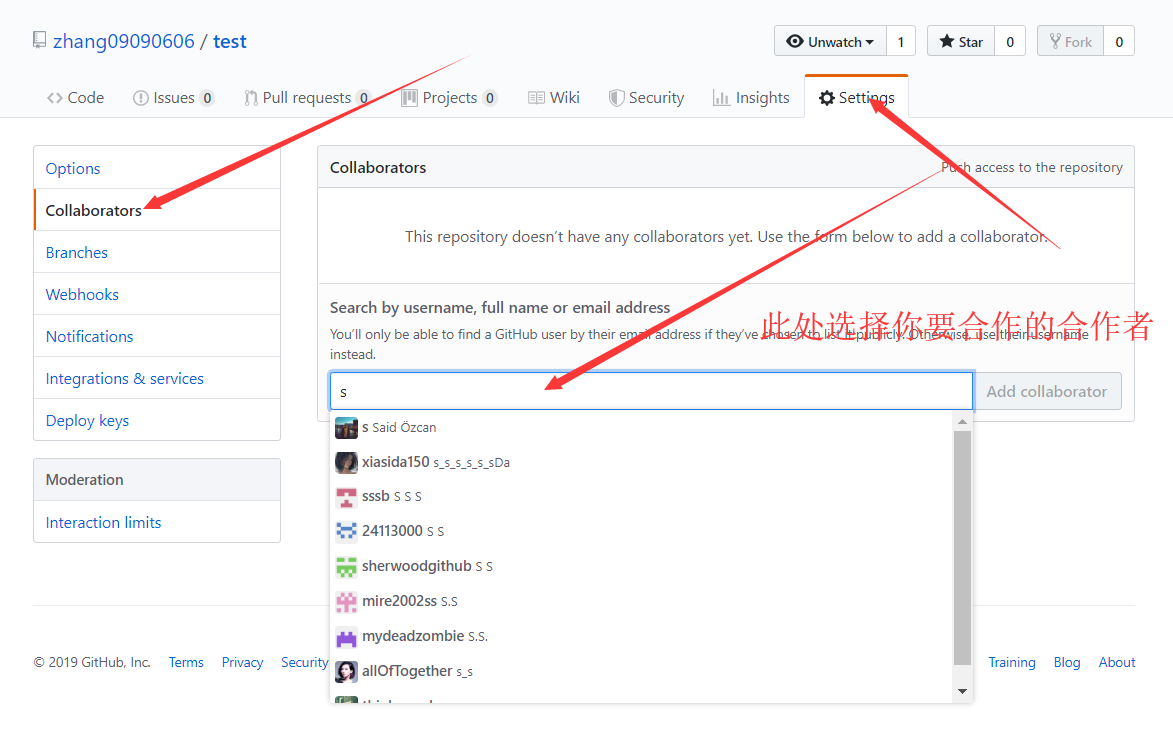 zhang09090606 / test
Unwatch 1 Star 0 Fork 0
Code Issues 0 Pull requests 0 Projects 0 Wiki Security Insights Settings
Options
Collaborators
Branches
Webhooks
Notifications
Integrations & services
Deploy keys
Moderation
Interaction limits
Collaborators Push access to the repository
This repository doesn't have any collaborators yet. Use the form below to add a collaborator.
Search by username, full name or email address
You'll only be able to find a GitHub user by their email address if they've chosen to list it publicly. Otherwise, use their username
instead.
此处选择你要合作的合作者
s Add collaborator
s Said Özcan
xiasida150 s_s_s_s_s_sDa
sssb S S S
24113000 S S
sherwoodgithub S S
mire2002ss S.S
mydeadzombie S.S.
allOfTogether s_s
© 2019 GitHub, Inc. Terms Privacy Security Training Blog About